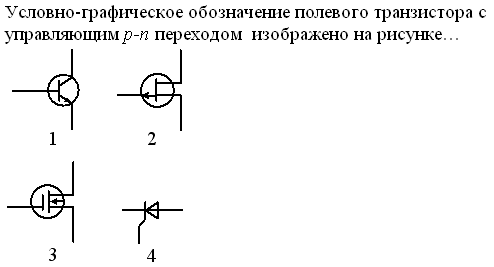 Условно-графическое обозначение полевого транзистора с
управляющим p-n переходом изображено на рисунке…
1 2
3 4